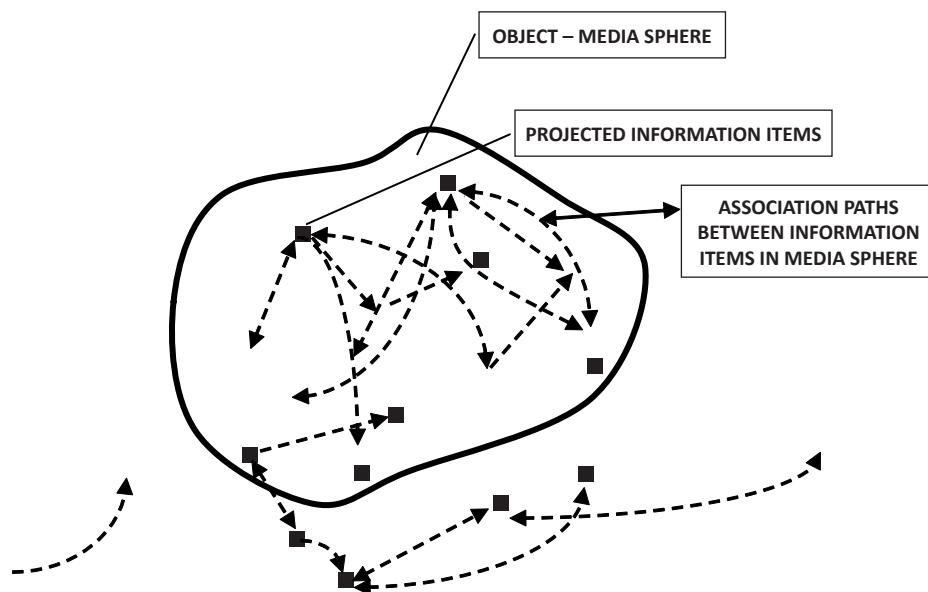 OBJECT – MEDIA SPHERE
PROJECTED INFORMATION ITEMS
ASSOCIATION PATHS
BETWEEN INFORMATION
ITEMS IN MEDIA SPHERE